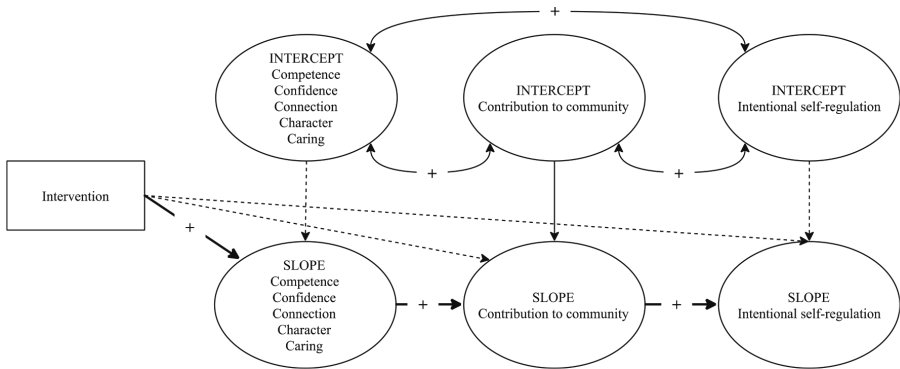 +
INTERCEPT
Competence
Confidence
Connection
Character
Caring
INTERCEPT
Contribution to community
INTERCEPT
Intentional self-regulation
+
+
Intervention
+
SLOPE
Competence
Confidence
Connection
Character
Caring
+
SLOPE
Contribution to community
+
SLOPE
Intentional self-regulation